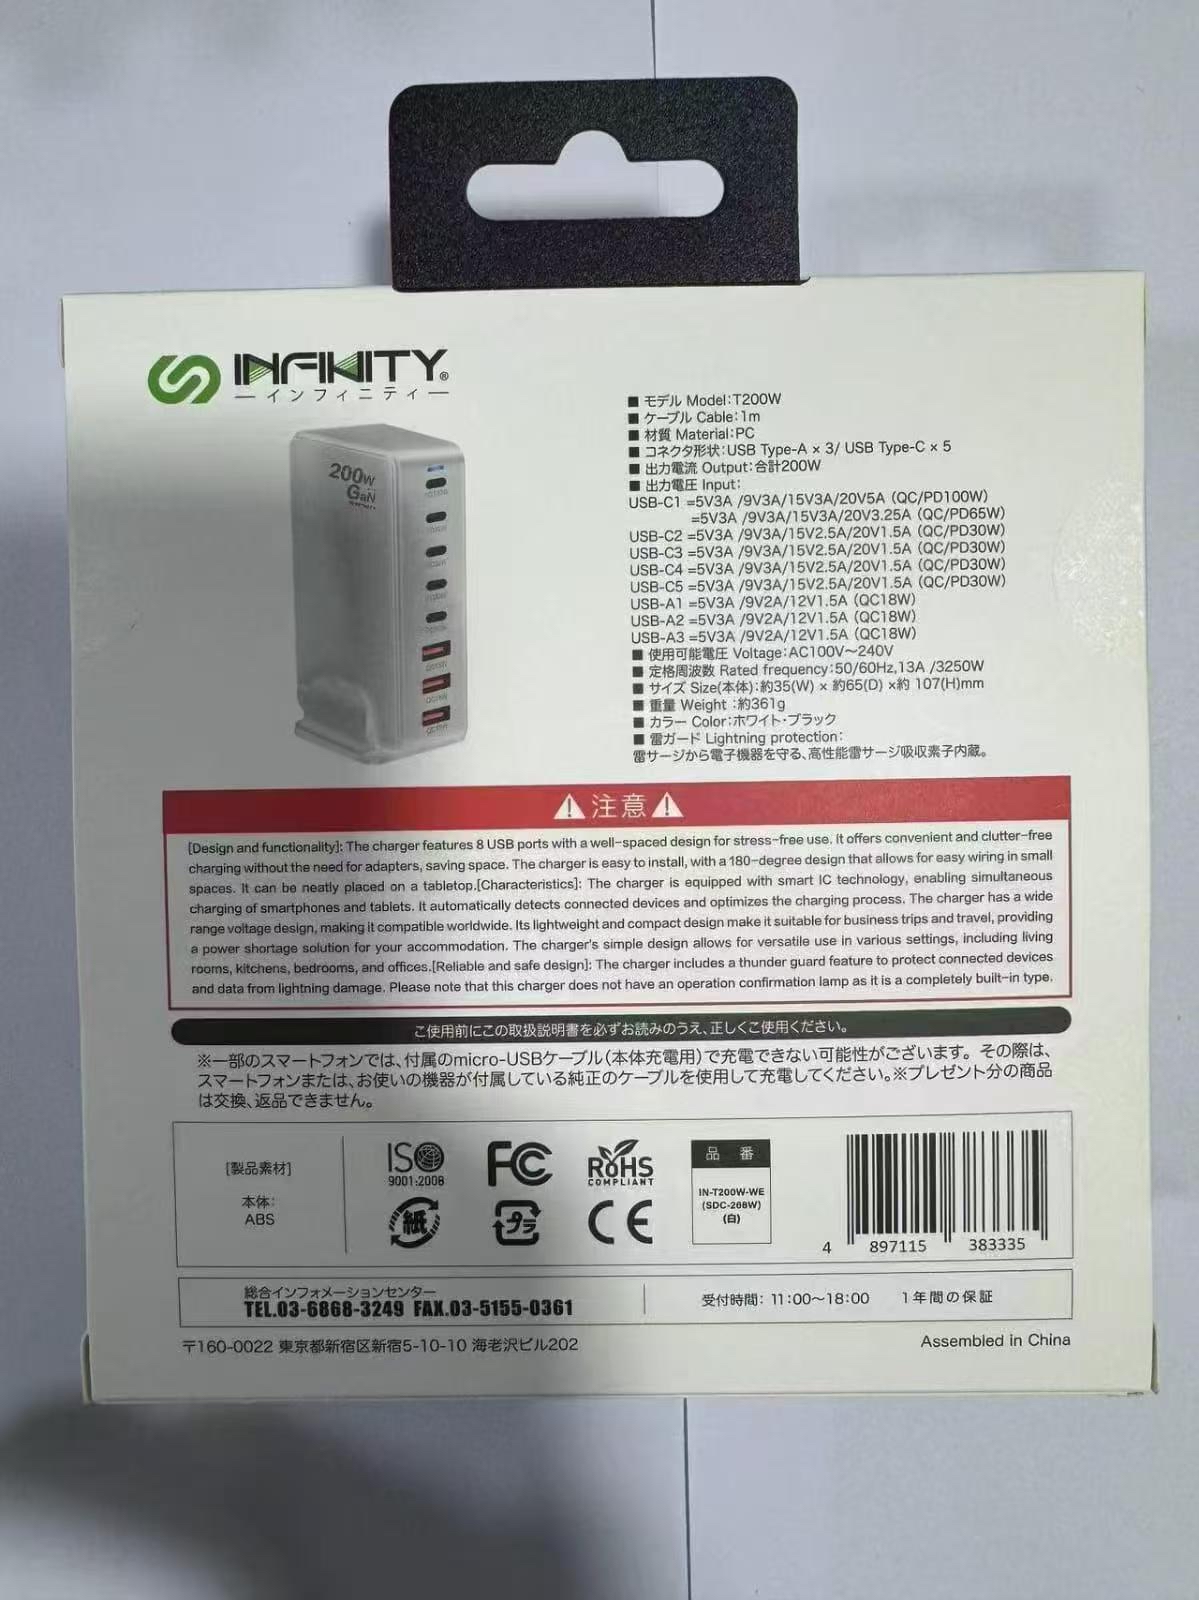 INFINITY®
インフィニティ
200W
GaN
■ モデル Model:T200W
■ ケーブル Cable:1m
■ 材質 Material:PC
■ コネクタ形状:USB Type-A × 3/ USB Type-C × 5
■ 出力電流 Output:合計200W
■ 出力電圧 Input:
USB-C1 =5V3A /9V3A/15V3A/20V5A (QC/PD100W)
=5V3A /9V3A/15V3A/20V3.25A (QC/PD65W)
USB-C2 =5V3A /9V3A/15V2.5A/20V1.5A (QC/PD30W)
USB-C3 =5V3A /9V3A/15V2.5A/20V1.5A (QC/PD30W)
USB-C4 =5V3A /9V3A/15V2.5A/20V1.5A (QC/PD30W)
USB-C5 =5V3A /9V3A/15V2.5A/20V1.5A (QC/PD30W)
USB-A1 =5V3A /9V2A/12V1.5A (QC18W)
USB-A2 =5V3A /9V2A/12V1.5A (QC18W)
USB-A3 =5V3A /9V2A/12V1.5A (QC18W)
■ 使用可能電圧 Voltage:AC100V〜240V
■ 定格周波数 Rated frequency:50/60Hz,13A /3250W
■ サイズ Size(本体):約35(W) × 約65(D) ×約 107(H)mm
■ 重量 Weight :約361g
■ カラー Color:ホワイト・ブラック
■ 雷ガード Lightning protection:
雷サージから電子機器を守る、高性能雷サージ吸収素子内蔵。
注意
[Design and functionality]: The charger features 8 USB ports with a well-spaced design for stress-free use. It offers convenient and clutter-free
charging without the need for adapters, saving space. The charger is easy to install, with a 180-degree design that allows for easy wiring in small
spaces. It can be neatly placed on a tabletop.[Characteristics]: The charger is equipped with smart IC technology, enabling simultaneous
charging of smartphones and tablets. It automatically detects connected devices and optimizes the charging process. The charger has a wide
range voltage design, making it compatible worldwide. Its lightweight and compact design make it suitable for business trips and travel, providing
a power shortage solution for your accommodation. The charger's simple design allows for versatile use in various settings, including living
rooms, kitchens, bedrooms, and offices.[Reliable and safe design]: The charger includes a thunder guard feature to protect connected devices
and data from lightning damage. Please note that this charger does not have an operation confirmation lamp as it is a completely built-in type.
ご使用前にこの取扱説明書を必ずお読みのうえ、正しくご使用ください。
※一部のスマートフォンでは、付属のmicro-USBケーブル(本体充電用)で充電できない可能性がございます。その際は、
スマートフォンまたは、お使いの機器が付属している純正のケーブルを使用して充電してください。※プレゼント分の商品
は交換、返品できません。
[製品素材]
本体:
ABS
ISO
9001:2008
FC
RoHS
COMPLIANT
紙
プラ
CE
品 番
IN-T200W-WE
(SDC-268W)
(白)
4 897115 383335
総合インフォメーションセンター
TEL.03-6868-3249 FAX.03-5155-0361
受付時間: 11:00〜18:00 1年間の保証
〒160-0022 東京都新宿区新宿5-10-10 海老沢ビル202
Assembled in China